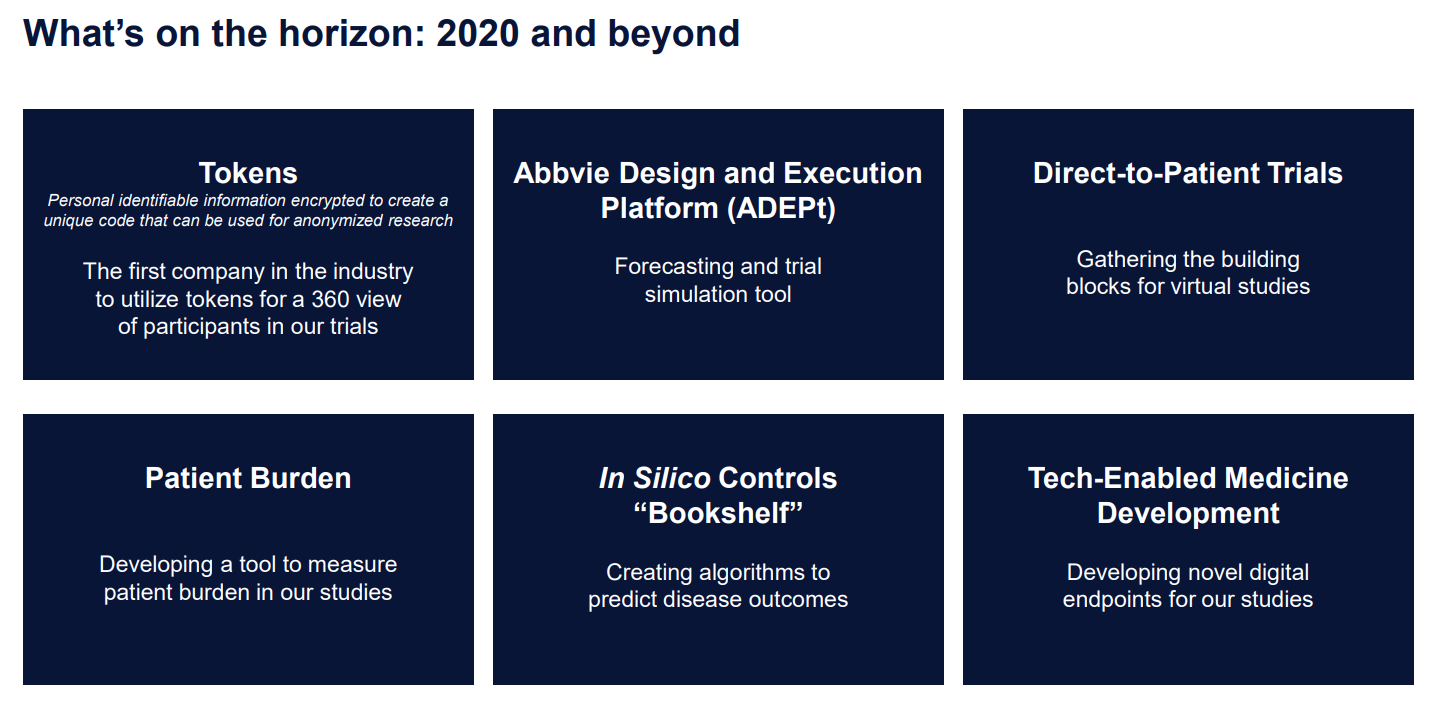 What’s on the horizon: 2020 and beyond
Tokens
Personal identifiable information encrypted to create a
unique code that can be used for anonymized research
The first company in the industry
to utilize tokens for a 360 view
of participants in our trials
Abbvie Design and Execution
Platform (ADEPt)
Forecasting and trial
simulation tool
Direct-to-Patient Trials
Gathering the building
blocks for virtual studies
Patient Burden
Developing a tool to measure
patient burden in our studies
In Silico Controls
“Bookshelf”
Creating algorithms to
predict disease outcomes
Tech-Enabled Medicine
Development
Developing novel digital
endpoints for our studies